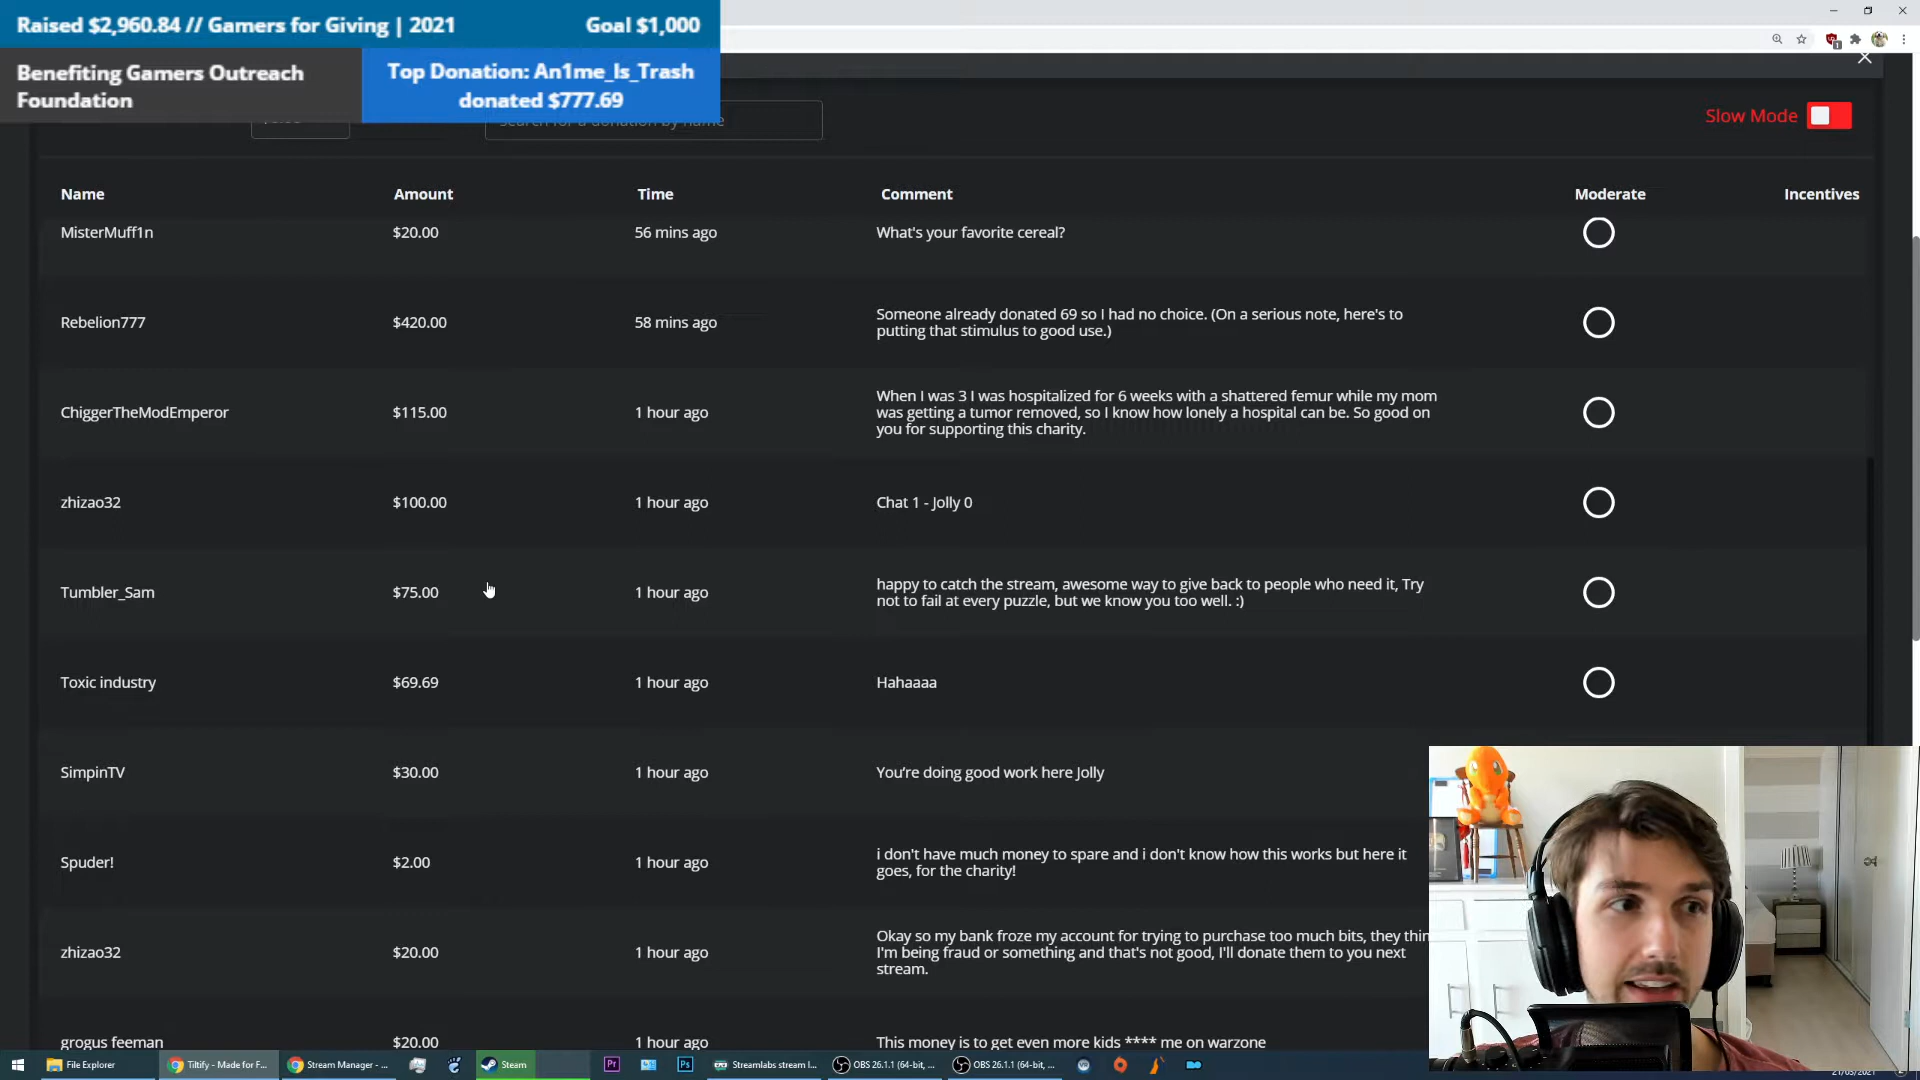 Raised $2,960.84 // Gamers for Giving | 2021 Goal $1,000
Benefiting Gamers Outreach
Foundation
Top Donation: An1me_Is_Trash
donated $777.69
search for a donation by name
Slow Mode
Name Amount Time Comment Moderate Incentives
MisterMuff1n $20.00 56 mins ago What's your favorite cereal?
Rebelion777 $420.00 58 mins ago Someone already donated 69 so I had no choice. (On a serious note, here's to
putting that stimulus to good use.)
ChiggerTheModEmperor $115.00 1 hour ago When I was 3 I was hospitalized for 6 weeks with a shattered femur while my mom
was getting a tumor removed, so I know how lonely a hospital can be. So good on
you for supporting this charity.
zhizao32 $100.00 1 hour ago Chat 1 - Jolly 0
Tumbler_Sam $75.00 1 hour ago happy to catch the stream, awesome way to give back to people who need it, Try
not to fail at every puzzle, but we know you too well. :)
Toxic industry $69.69 1 hour ago Hahaaaa
SimpinTV $30.00 1 hour ago You're doing good work here Jolly
Spuder! $2.00 1 hour ago i don't have much money to spare and i don't know how this works but here it
goes, for the charity!
zhizao32 $20.00 1 hour ago Okay so my bank froze my account for trying to purchase too much bits, they thin
I'm being fraud or something and that's not good, I'll donate them to you next
stream.
grogus feeman $20.00 1 hour ago This money is to get even more kids **** me on warzone
File Explorer Tiltify - Made for F... Stream Manager - ... Steam Streamlabs stream l... OBS 26.1.1 (64-bit, ... OBS 26.1.1 (64-bit, ...